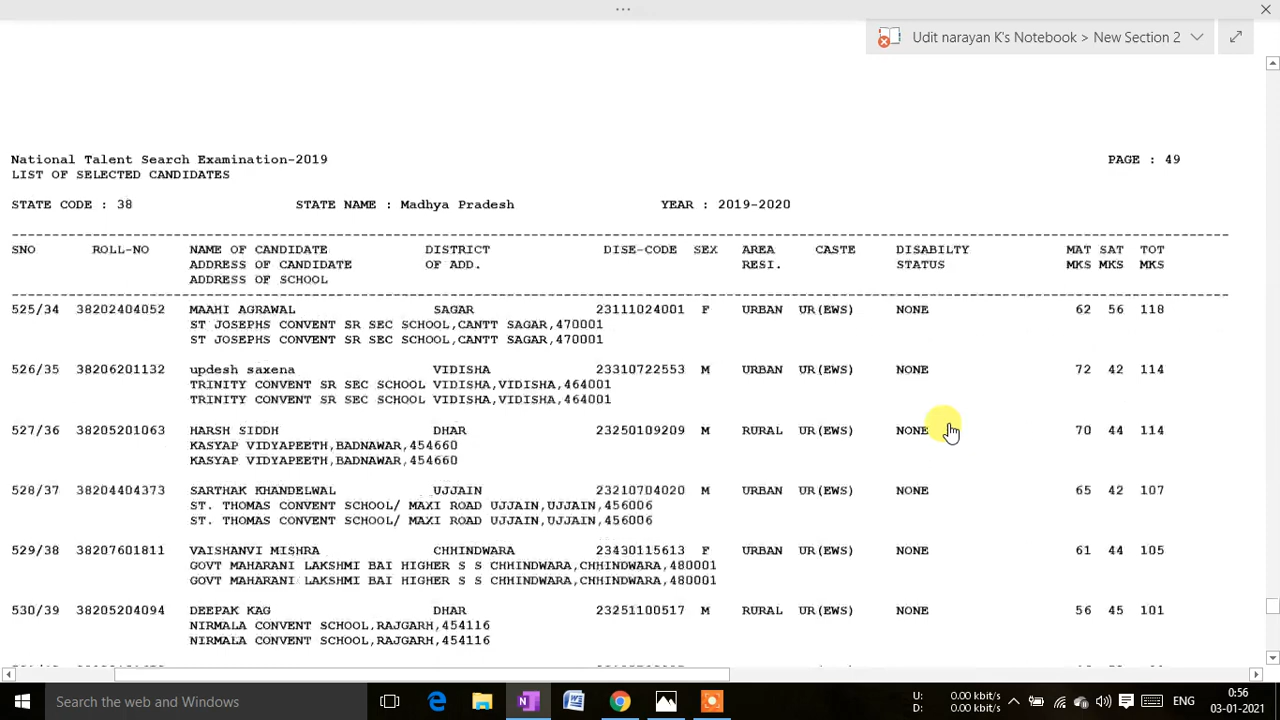 ...
Udit narayan K's Notebook > New Section 2
National Talent Search Examination-2019 PAGE : 49
LIST OF SELECTED CANDIDATES
STATE CODE : 38 STATE NAME : Madhya Pradesh YEAR : 2019-2020
SNO ROLL-NO NAME OF CANDIDATE DISTRICT DISE-CODE SEX AREA CASTE DISABILTY MAT SAT TOT
ADDRESS OF CANDIDATE OF ADD. RESI. STATUS MKS MKS MKS
ADDRESS OF SCHOOL
525/34 38202404052 MAAHI AGRAWAL SAGAR 23111024001 F URBAN UR(EWS) NONE 62 56 118
ST JOSEPHS CONVENT SR SEC SCHOOL,CANTT SAGAR,470001
ST JOSEPHS CONVENT SR SEC SCHOOL,CANTT SAGAR,470001
526/35 38206201132 updesh saxena VIDISHA 23310722553 M URBAN UR(EWS) NONE 72 42 114
TRINITY CONVENT SR SEC SCHOOL VIDISHA,VIDISHA,464001
TRINITY CONVENT SR SEC SCHOOL VIDISHA,VIDISHA,464001
527/36 38205201063 HARSH SIDDH DHAR 23250109209 M RURAL UR(EWS) NONE 70 44 114
KASYAP VIDYAPEETH,BADNAWAR,454660
KASYAP VIDYAPEETH,BADNAWAR,454660
528/37 38204404373 SARTHAK KHANDELWAL UJJAIN 23210704020 M URBAN UR(EWS) NONE 65 42 107
ST. THOMAS CONVENT SCHOOL/ MAXI ROAD UJJAIN,UJJAIN,456006
ST. THOMAS CONVENT SCHOOL/ MAXI ROAD UJJAIN,UJJAIN,456006
529/38 38207601811 VAISHANVI MISHRA CHHINDWARA 23430115613 F URBAN UR(EWS) NONE 61 44 105
GOVT MAHARANI LAKSHMI BAI HIGHER S S CHHINDWARA,CHHINDWARA,480001
GOVT MAHARANI LAKSHMI BAI HIGHER S S CHHINDWARA,CHHINDWARA,480001
530/39 38205204094 DEEPAK KAG DHAR 23251100517 M RURAL UR(EWS) NONE 56 45 101
NIRMALA CONVENT SCHOOL,RAJGARH,454116
NIRMALA CONVENT SCHOOL,RAJGARH,454116
Search the web and Windows
U: 0.00 kbit/s
D: 0.00 kbit/s
ENG
0:56
03-01-2021